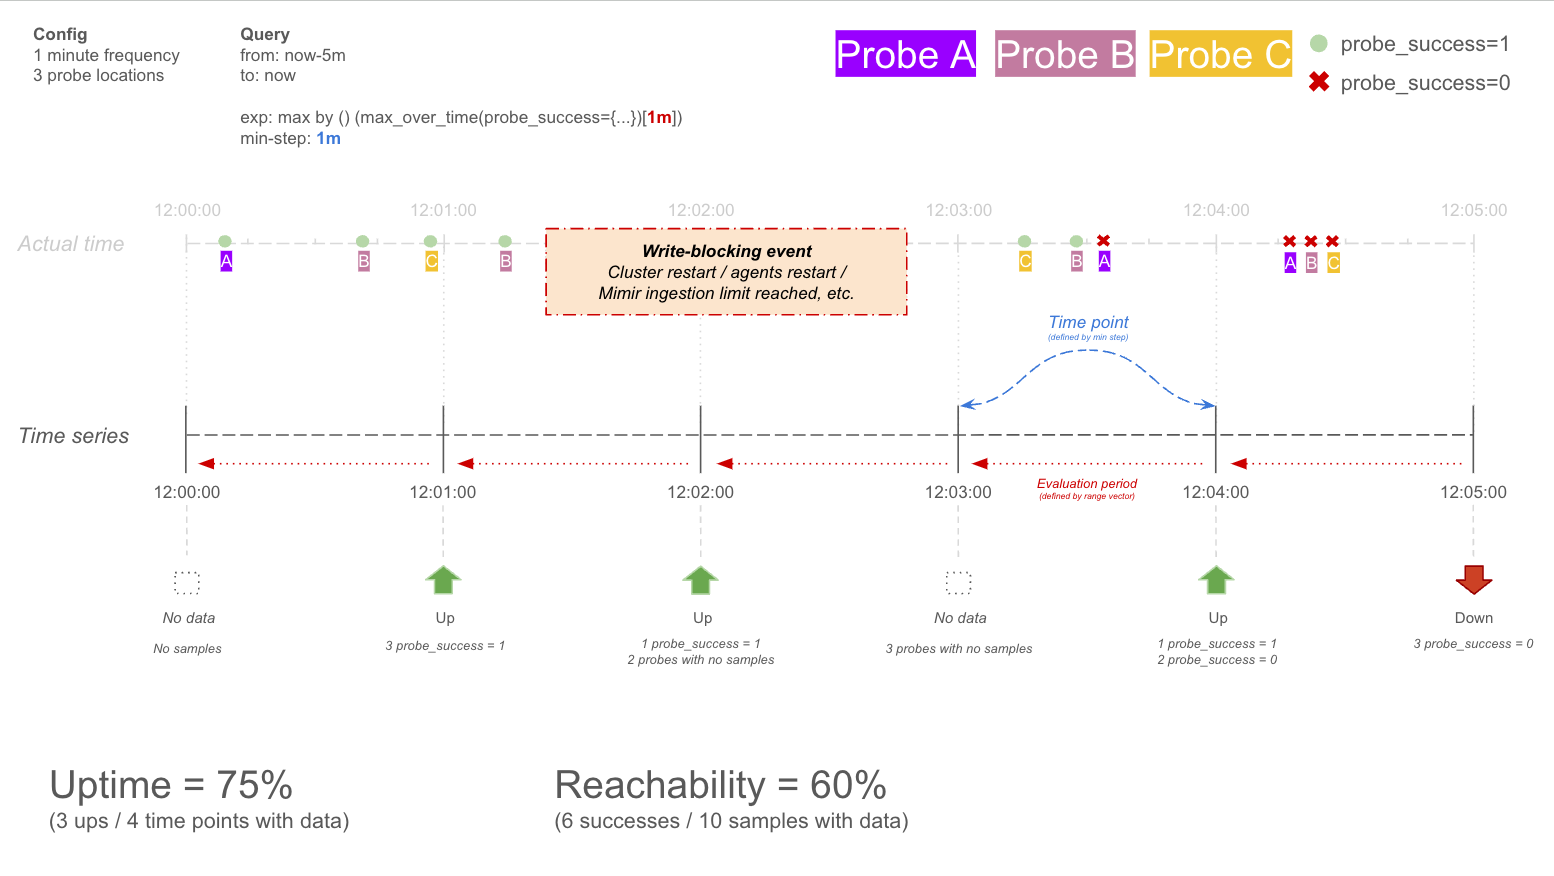 Config
1 minute frequency
3 probe locations
Query
from: now-5m
to: now
exp: max by () (max_over_time(probe_success={...})[1m])
min-step: 1m
Probe A
Probe B
Probe C
probe_success=1
probe_success=0
12:00:00
12:01:00
12:02:00
12:03:00
12:04:00
12:05:00
Actual time
A
B
C
B
Write-blocking event
Cluster restart / agents restart /
Mimir ingestion limit reached, etc.
C
B
A
A
B
C
Time point
(defined by min step)
Time series
Evaluation period
(defined by range vector)
12:00:00
12:01:00
12:02:00
12:03:00
12:04:00
12:05:00
No data
No samples
Up
3 probe_success = 1
Up
1 probe_success = 1
2 probes with no samples
No data
3 probes with no samples
Up
1 probe_success = 1
2 probe_success = 0
Down
3 probe_success = 0
Uptime = 75%
(3 ups / 4 time points with data)
Reachability = 60%
(6 successes / 10 samples with data)